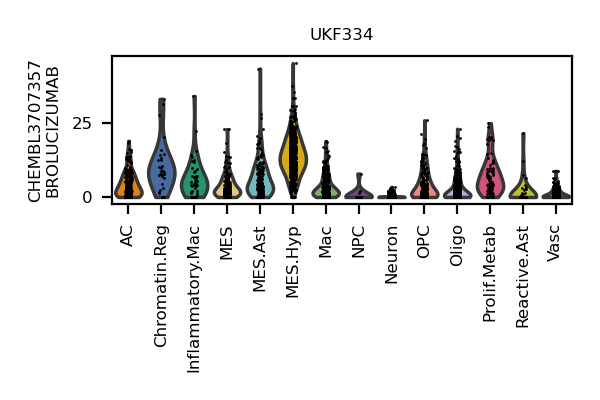 UKF334
CHEMBL3707357
BROLUCIZUMAB
25
0
AC
Chromatin.Reg
Inflammatory.Mac
MES
MES.Ast
MES.Hyp
Mac
NPC
Neuron
OPC
Oligo
Prolif.Metab
Reactive.Ast
Vasc